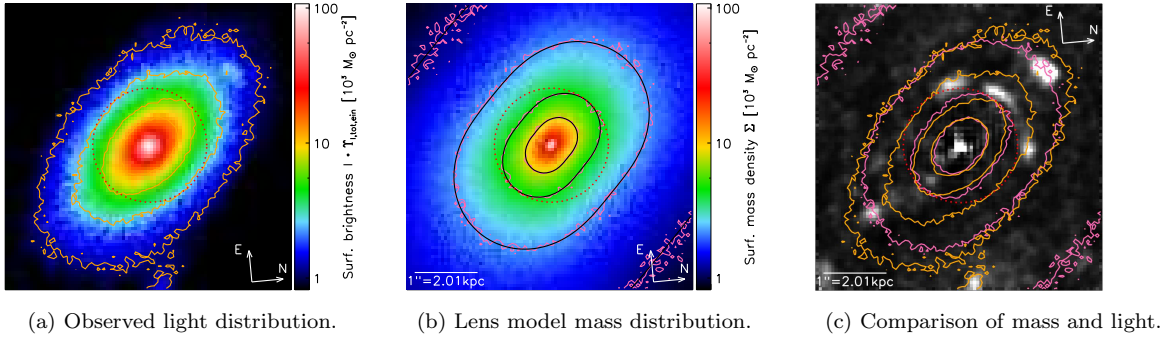 100
10
1
Surf. brightness I · ϒ_I,tot,ein [10³ M⊙ pc⁻²]
E
N
100
10
1
Surf. mass density Σ [10³ M⊙ pc⁻²]
E
N
1''=2.01kpc
E
N
1''=2.01kpc
(a) Observed light distribution.
(b) Lens model mass distribution.
(c) Comparison of mass and light.